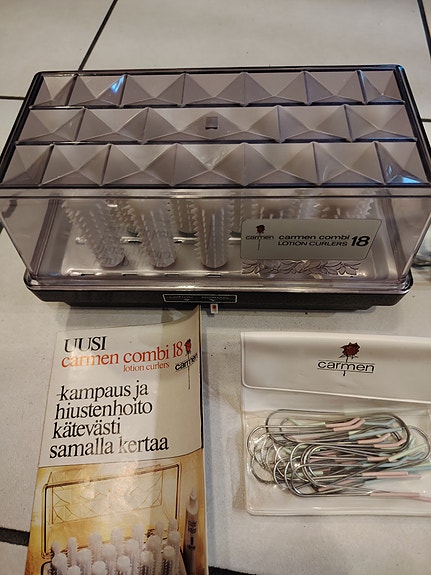 carmen
carmen combi
LOTION CURLERS 18
UUSI
carmen combi 18
lotion curlers
carmen
kampaus ja
hiustenhoito
kätevästi
samalla kertaa
carmen